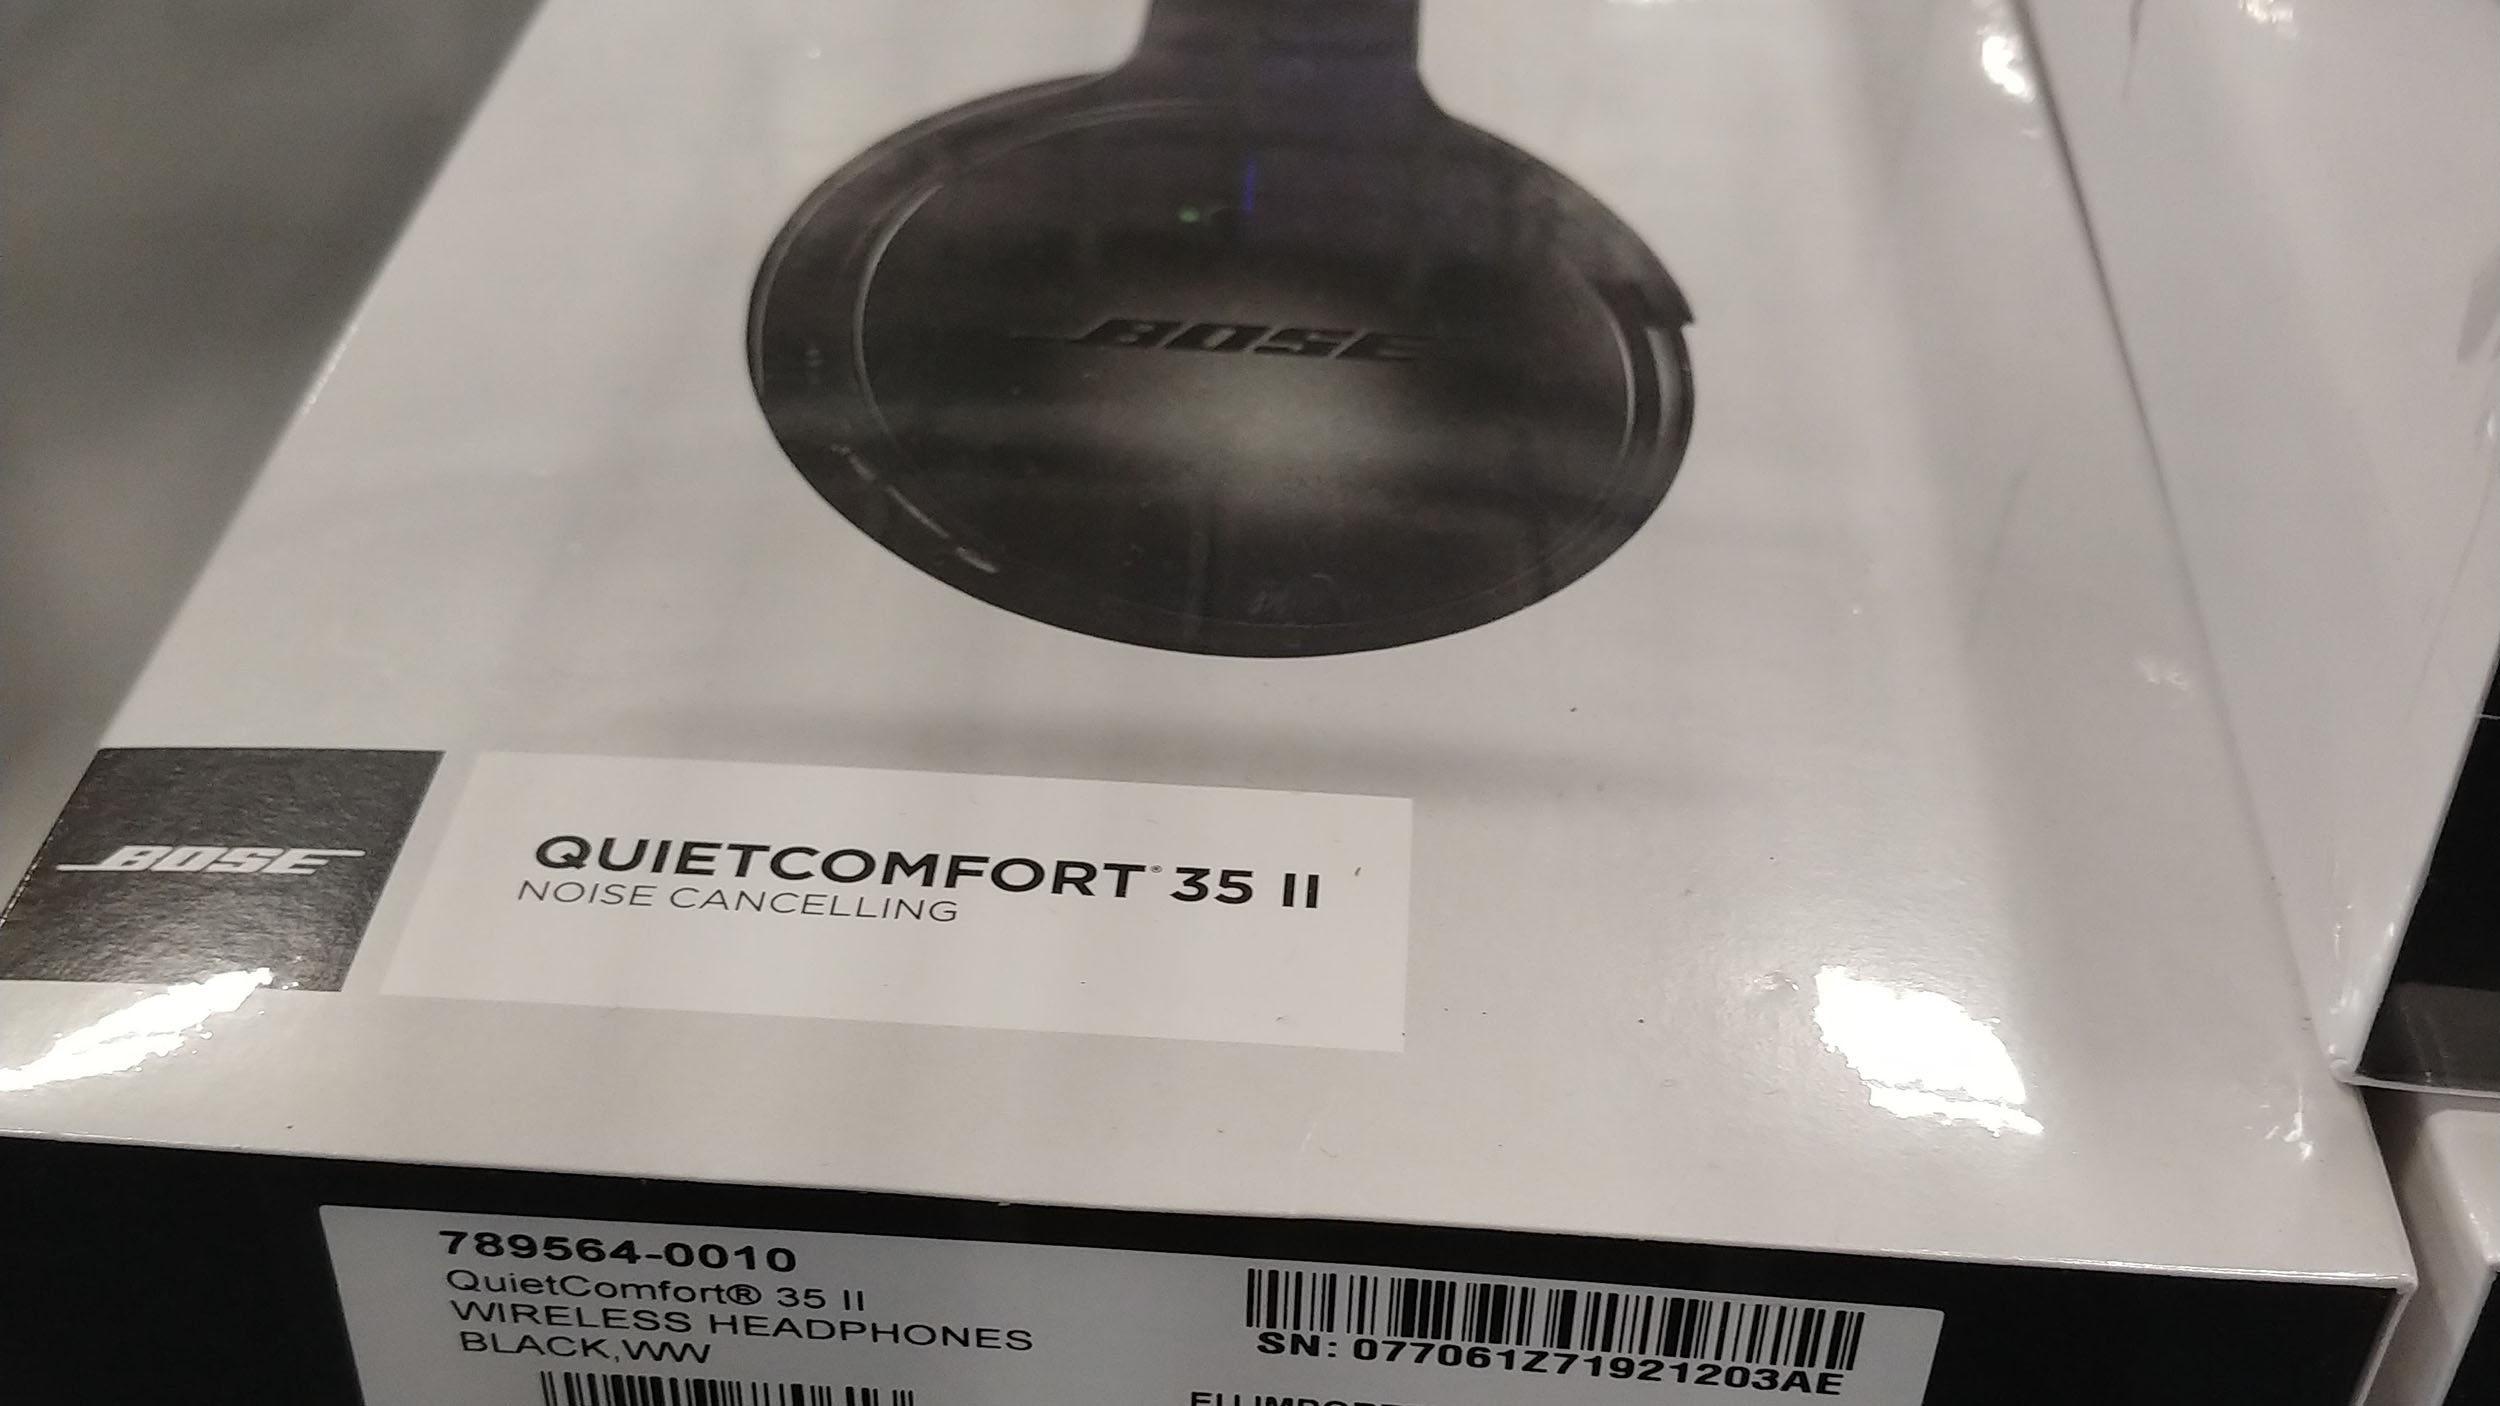 BOSE
BOSE
QUIETCOMFORT® 35 II
NOISE CANCELLING
789564-0010
QuietComfort® 35 II
WIRELESS HEADPHONES
BLACK,WW
SN: 077061Z71921203AE